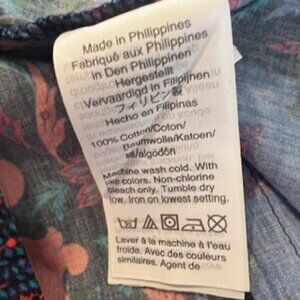 Made in Philippines
Fabriqué aux Philippines
In Den Philippinen
Hergestellt
Vervaardigd in Filipijnen
フィリピン製
Hecho en Filipinas
100% Cotton/Coton/
Baumwolle/Katoen/
綿/algodón
Machine wash cold. With
like colors. Non-chlorine
bleach only. Tumble dry
low. Iron on lowest setting.
Laver à la machine à l'eau
froide. Avec des couleurs
similaires. Agent de